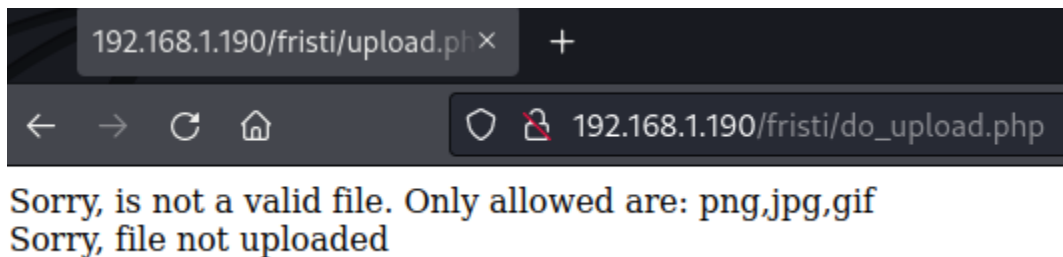 192.168.1.190/fristi/upload.ph
192.168.1.190/fristi/do_upload.php
Sorry, is not a valid file. Only allowed are: png,jpg,gif
Sorry, file not uploaded